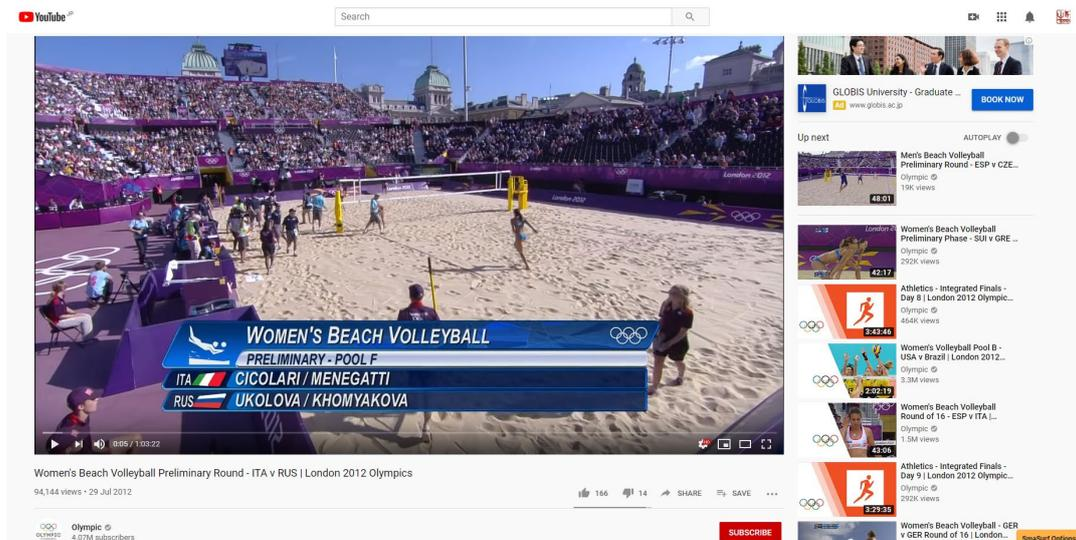 YouTube JP
Search
London 2012
London 2012
WOMEN'S BEACH VOLLEYBALL
PRELIMINARY - POOL F
ITA CICOLARI / MENEGATTI
RUS UKOLOVA / KHOMYAKOVA
0:05 / 1:03:22
Women's Beach Volleyball Preliminary Round - ITA v RUS | London 2012 Olympics
94,144 views • 29 Jul 2012
166
14
SHARE
SAVE
Olympic
4.07M subscribers
SUBSCRIBE
GLOBIS
GLOBIS University - Graduate ...
Ad www.globis.ac.jp
BOOK NOW
Up next
AUTOPLAY
48:01
Men's Beach Volleyball
Preliminary Round - ESP v CZE...
Olympic
19K views
42:17
Women's Beach Volleyball
Preliminary Phase - SUI v GRE ...
Olympic
292K views
3:43:46
Athletics - Integrated Finals -
Day 8 | London 2012 Olympic...
Olympic
464K views
2:02:19
Women's Volleyball Pool B -
USA v Brazil | London 2012...
Olympic
3.3M views
43:06
Women's Beach Volleyball
Round of 16 - ESP v ITA |...
Olympic
1.5M views
3:29:35
Athletics - Integrated Finals -
Day 9 | London 2012 Olympic...
Olympic
292K views
Women's Beach Volleyball - GER
v GER Round of 16 | London...
SmaSurf Options